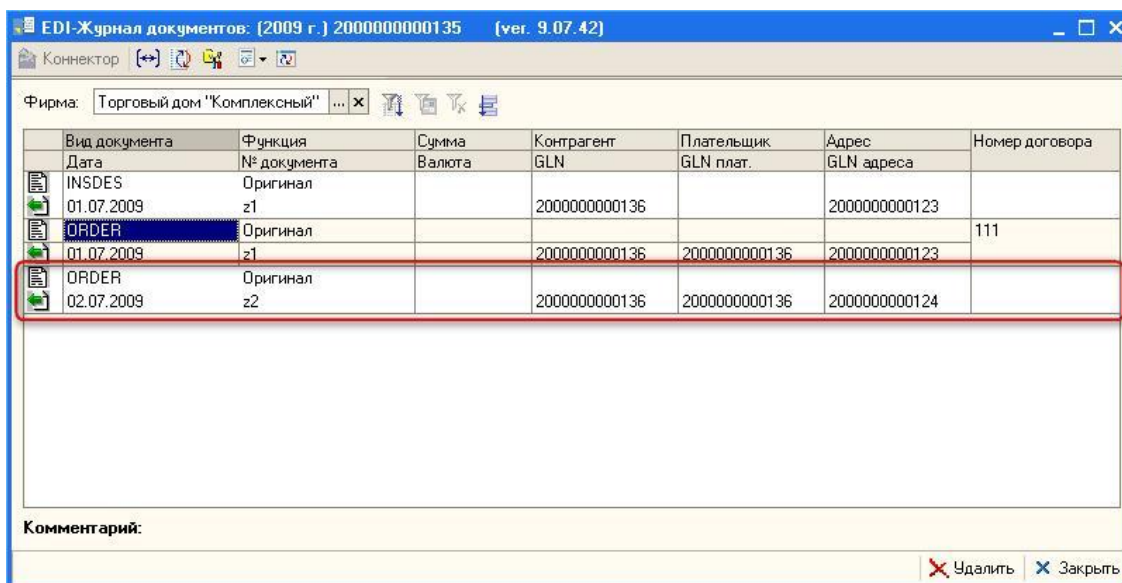 EDI-Журнал документов: (2009 г.) 2000000000135 (ver. 9.07.42)
Коннектор
Фирма: Торговый дом "Комплексный" ... x
Вид документа Функция Сумма Контрагент Плательщик Адрес Номер договора
Дата № документа Валюта GLN GLN плат. GLN адреса
INSDES Оригинал
01.07.2009 z1 2000000000136 2000000000123
ORDER Оригинал 111
01.07.2009 z1 2000000000136 2000000000136 2000000000123
ORDER Оригинал
02.07.2009 z2 2000000000136 2000000000136 2000000000124
Комментарий:
Удалить Закрыть